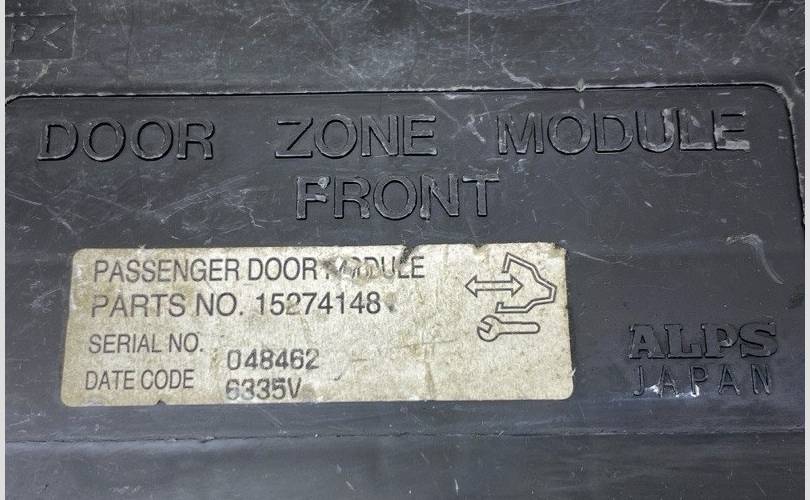 DOOR ZONE MODULE
FRONT
PASSENGER DOOR MODULE
PARTS NO. 15274148
SERIAL NO. 048462
DATE CODE 6335V
ALPS
JAPAN